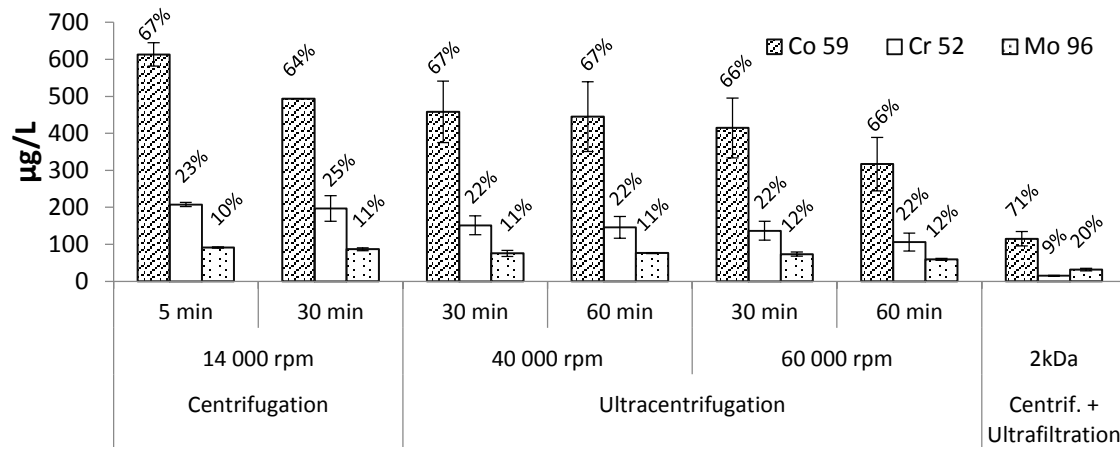 700
600
500
400
300
200
100
0
µg/L
Co 59 Cr 52 Mo 96
67% 23% 10%
64% 25% 11%
67% 22% 11%
67% 22% 11%
66% 22% 12%
66% 22% 12%
71% 9% 20%
5 min 30 min 30 min 60 min 30 min 60 min
14 000 rpm 40 000 rpm 60 000 rpm 2kDa
Centrifugation Ultracentrifugation Centrif. +
Ultrafiltration